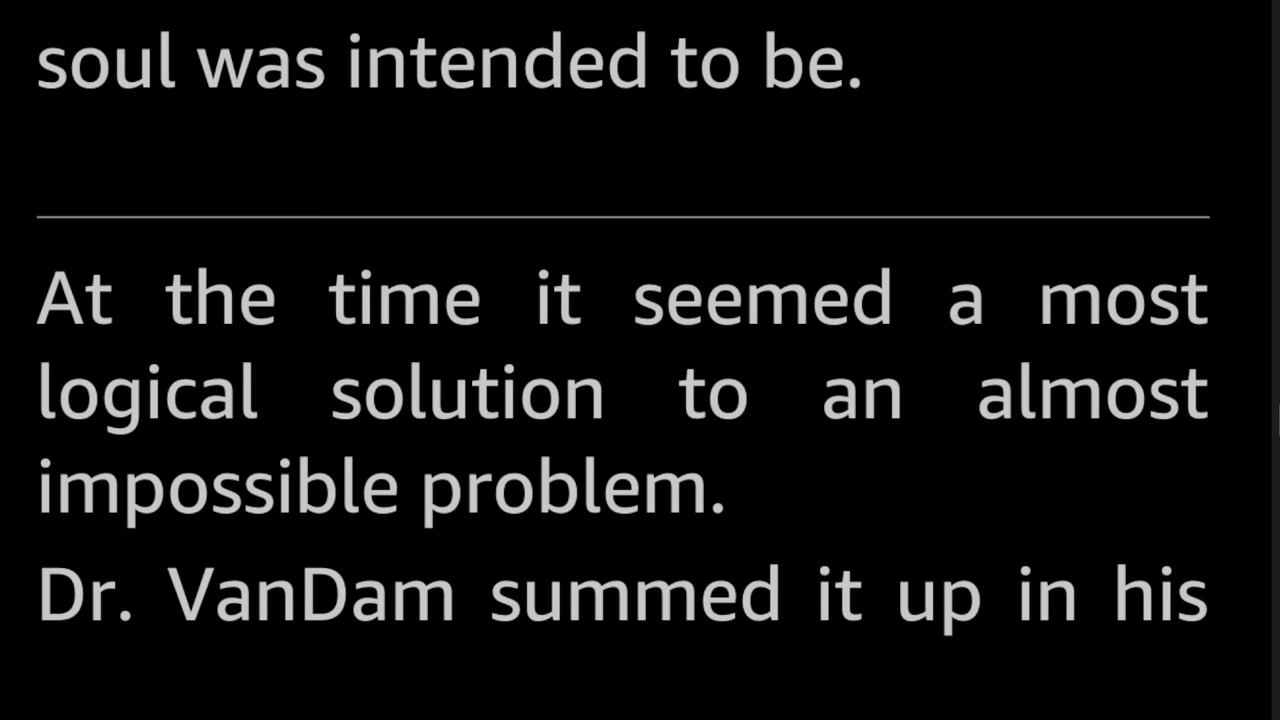 soul was intended to be.
At the time it seemed a most
logical solution to an almost
impossible problem.
Dr. VanDam summed it up in his